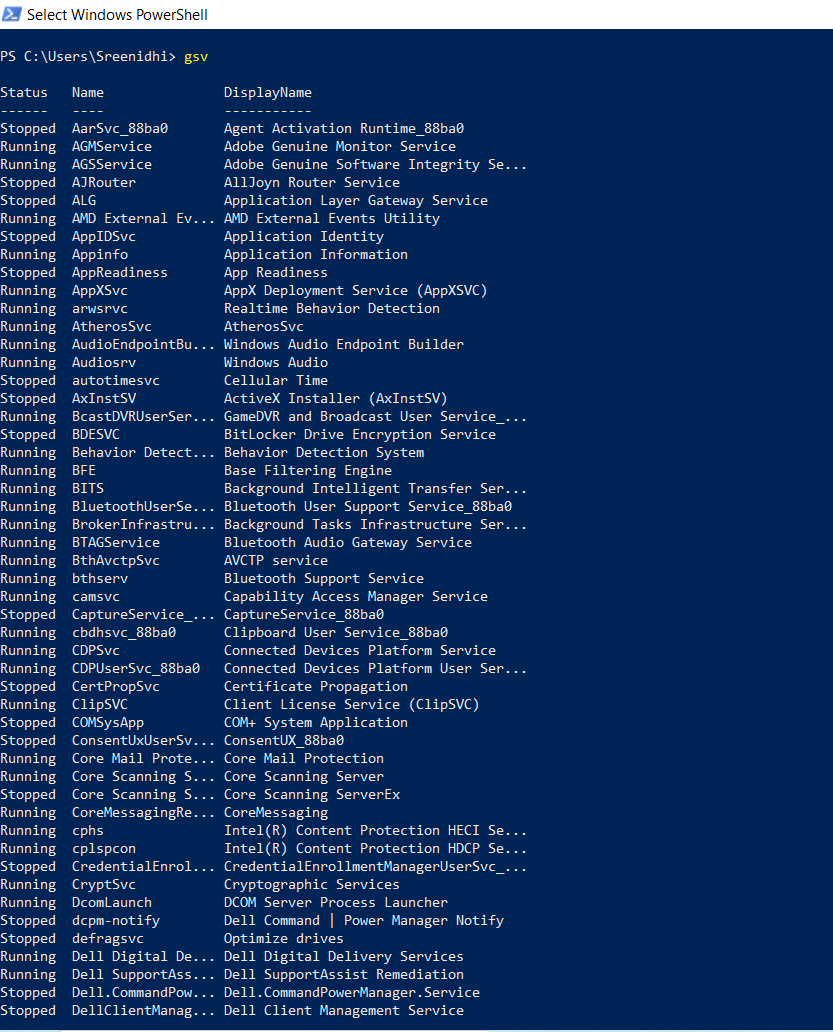 Select Windows PowerShell
PS C:\Users\Sreenidhi> gsv
Status   Name               DisplayName
------   ----               -----------
Stopped  AarSvc_88ba0       Agent Activation Runtime_88ba0
Running  AGMService         Adobe Genuine Monitor Service
Running  AGSService         Adobe Genuine Software Integrity Se...
Stopped  AJRouter           AllJoyn Router Service
Stopped  ALG                Application Layer Gateway Service
Running  AMD External Ev... AMD External Events Utility
Stopped  AppIDSvc           Application Identity
Running  Appinfo            Application Information
Stopped  AppReadiness       App Readiness
Running  AppXSvc            AppX Deployment Service (AppXSVC)
Running  arwsrvc            Realtime Behavior Detection
Running  AtherosSvc         AtherosSvc
Running  AudioEndpointBu... Windows Audio Endpoint Builder
Running  Audiosrv           Windows Audio
Stopped  autotimesvc        Cellular Time
Stopped  AxInstSV           ActiveX Installer (AxInstSV)
Running  BcastDVRUserSer... GameDVR and Broadcast User Service_...
Stopped  BDESVC             BitLocker Drive Encryption Service
Running  Behavior Detect... Behavior Detection System
Running  BFE                Base Filtering Engine
Running  BITS               Background Intelligent Transfer Ser...
Running  BluetoothUserSe... Bluetooth User Support Service_88ba0
Running  BrokerInfrastru... Background Tasks Infrastructure Ser...
Running  BTAGService        Bluetooth Audio Gateway Service
Running  BthAvctpSvc        AVCTP service
Running  bthserv            Bluetooth Support Service
Running  camsvc             Capability Access Manager Service
Stopped  CaptureService_... CaptureService_88ba0
Running  cbdhsvc_88ba0      Clipboard User Service_88ba0
Running  CDPSvc             Connected Devices Platform Service
Running  CDPUserSvc_88ba0   Connected Devices Platform User Ser...
Stopped  CertPropSvc        Certificate Propagation
Running  ClipSVC            Client License Service (ClipSVC)
Stopped  COMSysApp          COM+ System Application
Stopped  ConsentUxUserSv... ConsentUX_88ba0
Running  Core Mail Prote... Core Mail Protection
Running  Core Scanning S... Core Scanning Server
Stopped  Core Scanning S... Core Scanning ServerEx
Running  CoreMessagingRe... CoreMessaging
Running  cphs               Intel(R) Content Protection HECI Se...
Running  cplspcon           Intel(R) Content Protection HDCP Se...
Stopped  CredentialEnrol... CredentialEnrollmentManagerUserSvc_...
Running  CryptSvc           Cryptographic Services
Running  DcomLaunch         DCOM Server Process Launcher
Stopped  dcpm-notify        Dell Command | Power Manager Notify
Stopped  defragsvc          Optimize drives
Running  Dell Digital De... Dell Digital Delivery Services
Running  Dell SupportAss... Dell SupportAssist Remediation
Stopped  Dell.CommandPow... Dell.CommandPowerManager.Service
Stopped  DellClientManag... Dell Client Management Service